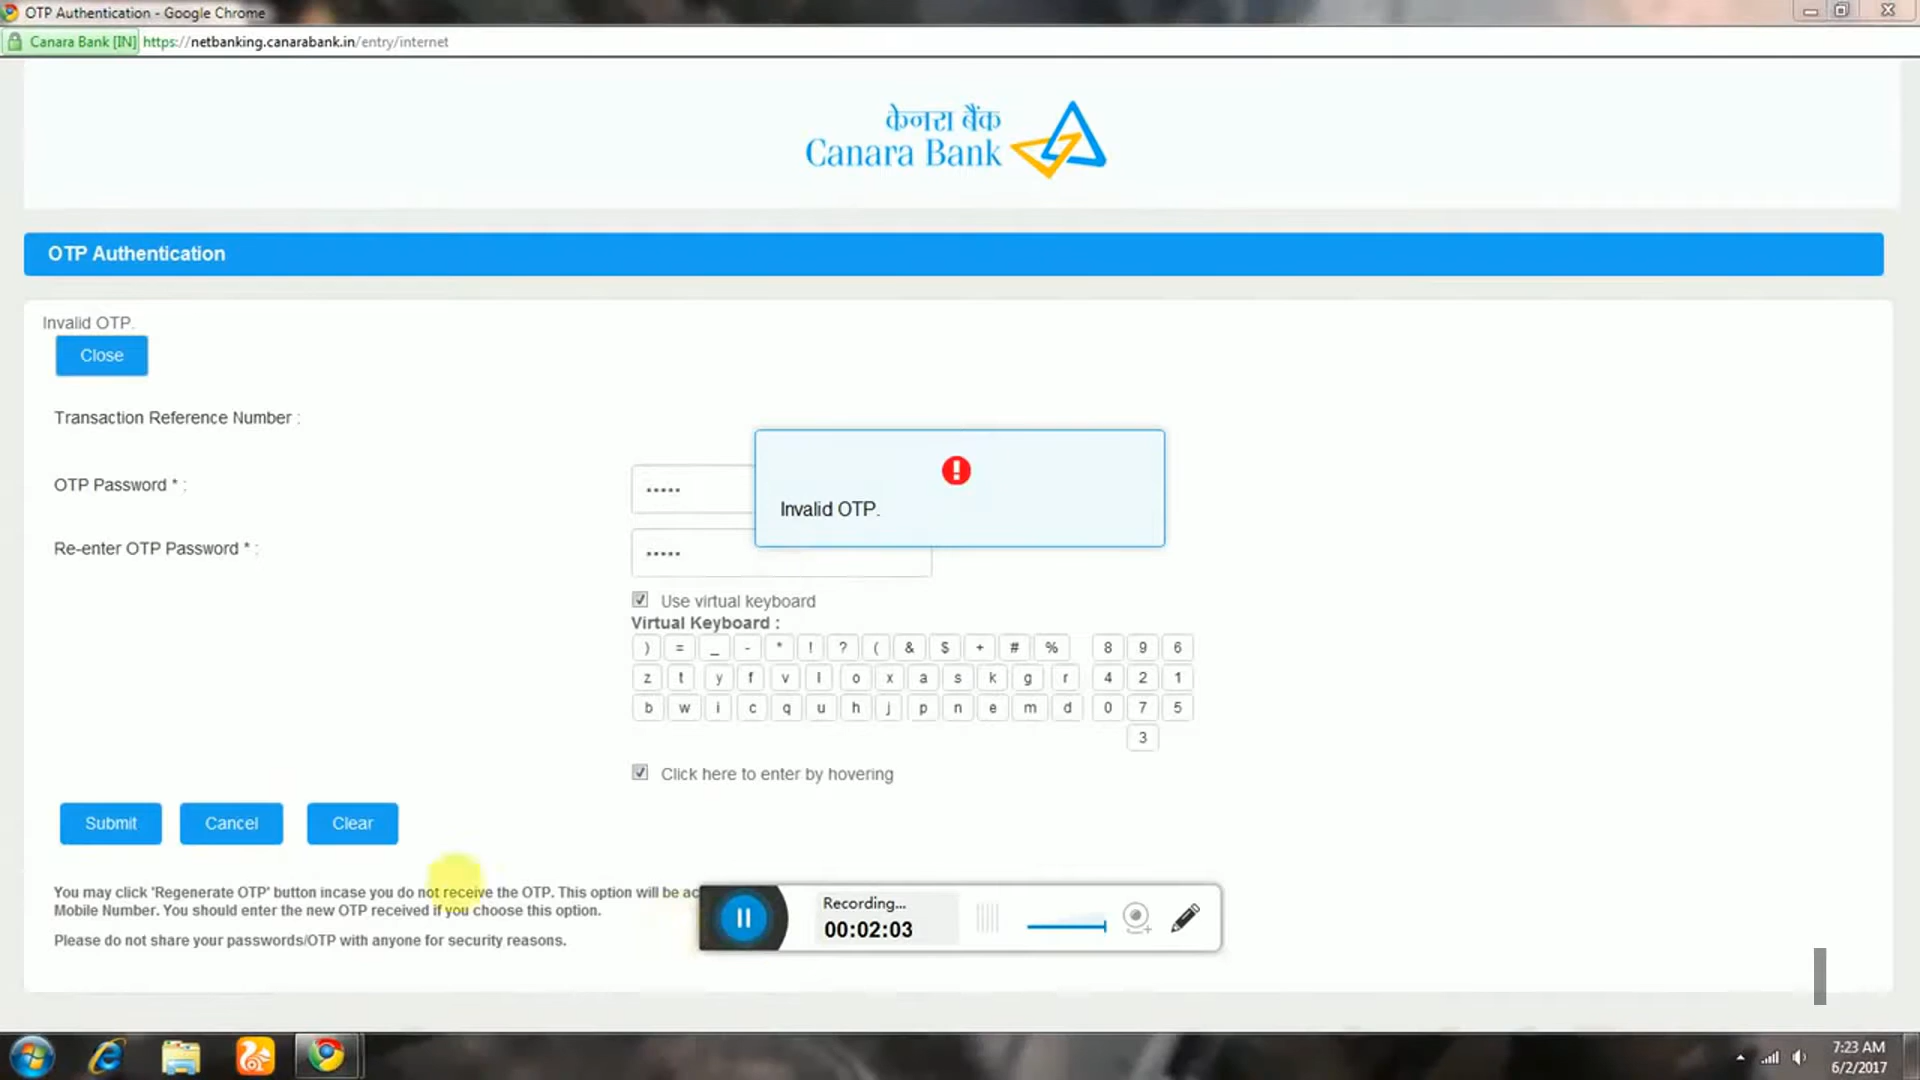 OTP Authentication - Google Chrome
Canara Bank [IN] https://netbanking.canarabank.in/entry/internet
केनरा बैंक
Canara Bank
OTP Authentication
Invalid OTP.
Close
Transaction Reference Number :
OTP Password * :
•••••
Invalid OTP.
Re-enter OTP Password * :
•••••
Use virtual keyboard
Virtual Keyboard :
) = _ - * ! ? ( & $ + # % 8 9 6
z t y f v l o x a s k g r 4 2 1
b w i c q u h j p n e m d 0 7 5
3
Click here to enter by hovering
Submit Cancel Clear
You may click 'Regenerate OTP' button incase you do not receive the OTP. This option will be ac
Mobile Number. You should enter the new OTP received if you choose this option.
Please do not share your passwords/OTP with anyone for security reasons.
Recording...
00:02:03
7:23 AM
6/2/2017